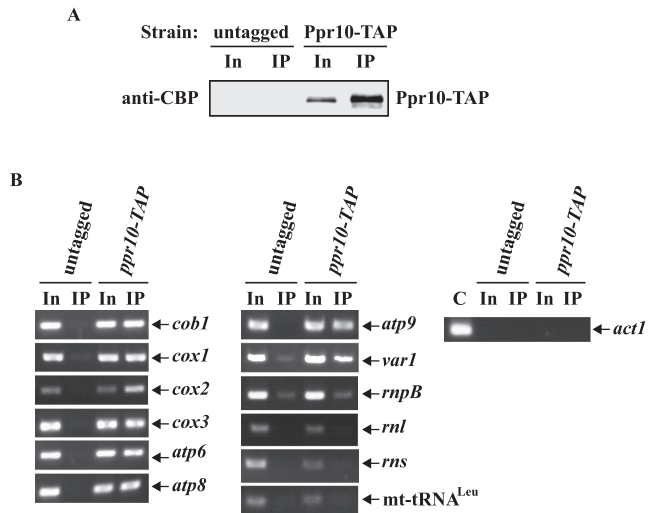 A
Strain: untagged Ppr10-TAP
In IP In IP
anti-CBP Ppr10-TAP
B
untagged ppr10-TAP
In IP In IP
cob1
cox1
cox2
cox3
atp6
atp8
untagged ppr10-TAP
In IP In IP
atp9
var1
rnpB
rnl
rns
mt-tRNALeu
untagged ppr10-TAP
C In IP In IP
act1